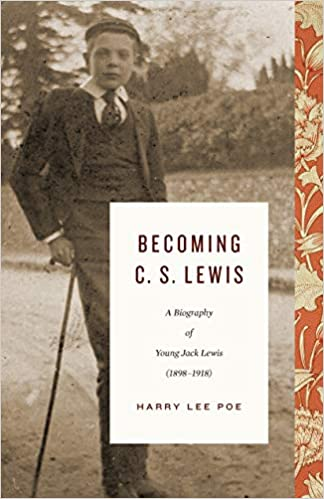 BECOMING
C. S. LEWIS
A Biography
of
Young Jack Lewis
(1898–1918)
HARRY LEE POE